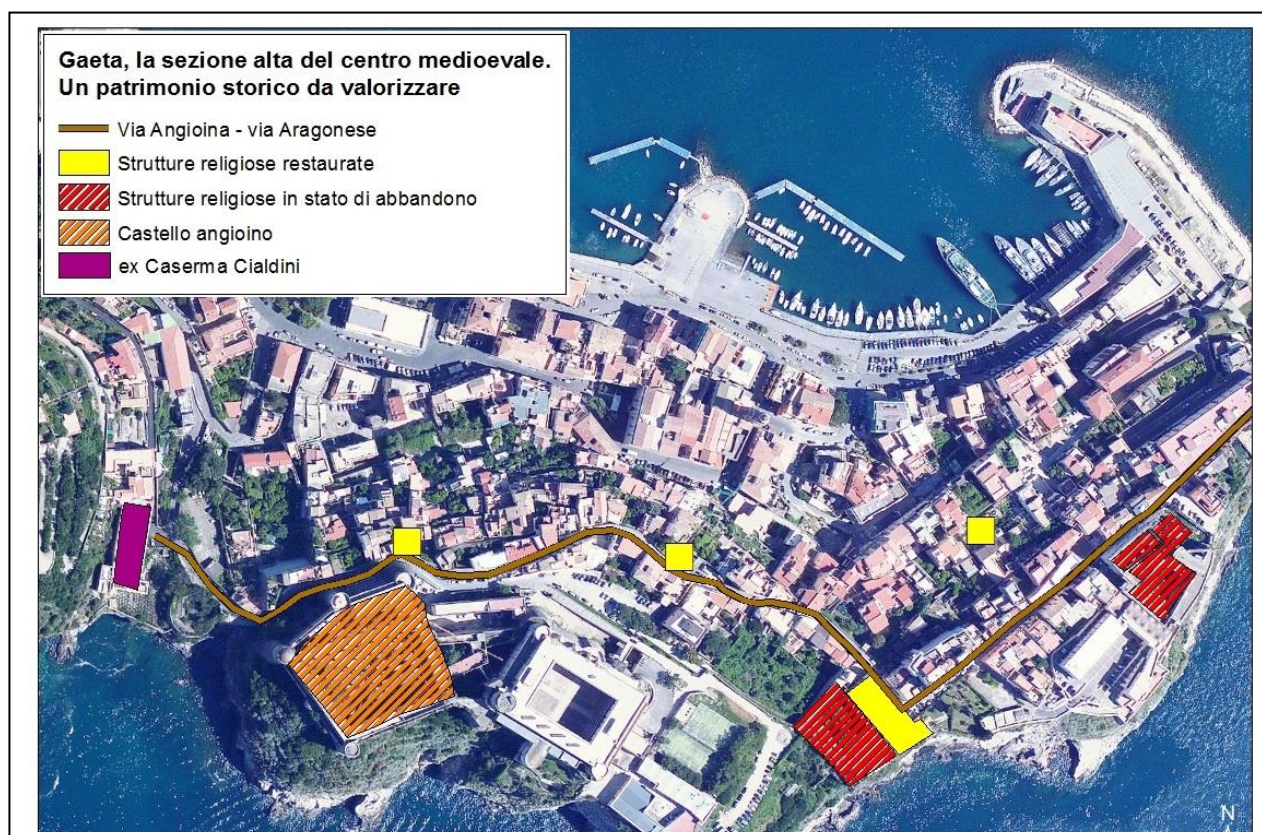 Gaeta, la sezione alta del centro medioevale.
Un patrimonio storico da valorizzare
Via Angioina - via Aragonese
Strutture religiose restaurate
Strutture religiose in stato di abbandono
Castello angioino
ex Caserma Cialdini
N